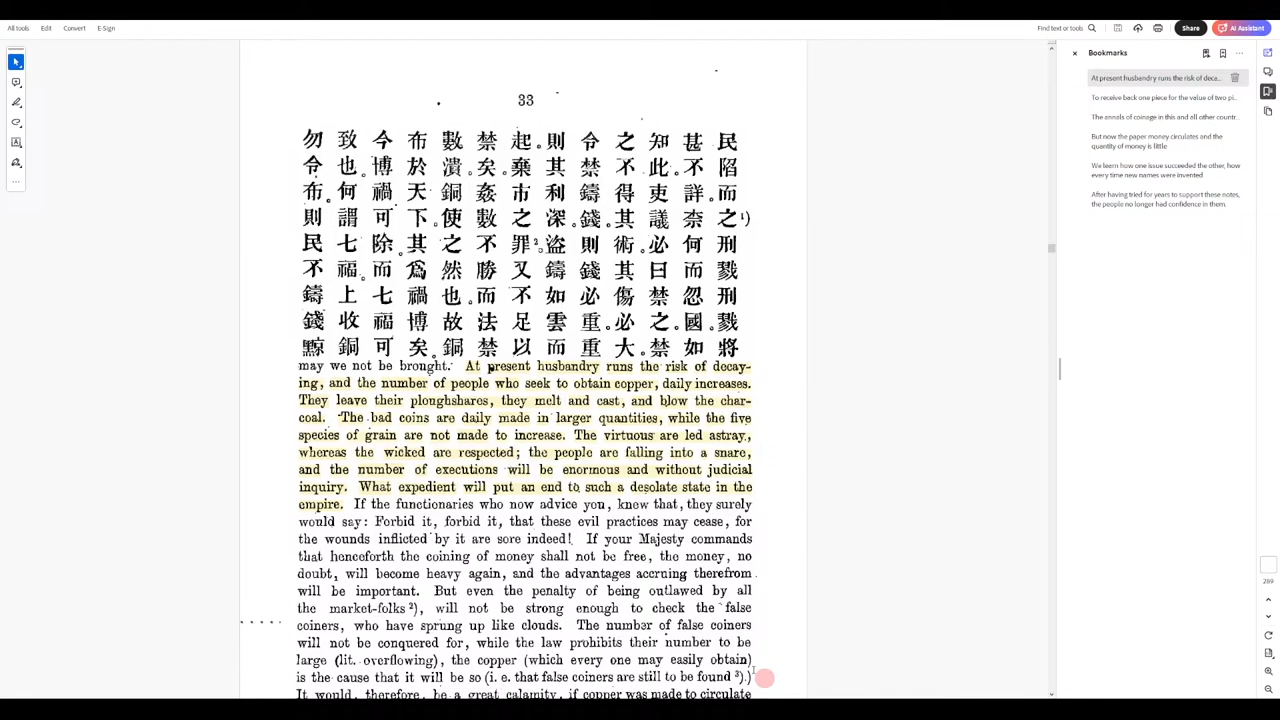 All tools Edit Convert E-Sign
Find text or tools
Share
AI Assistant
33
民陷而之¹)刑戮刑戮。將
甚不詳奈何而忽國。如
知此。吏議必曰禁之。禁
之不得其術。其傷必大。
令禁鑄錢。則錢必重。重
則其利深。盜鑄如雲而
起。棄市之罪²。又不足以
禁矣。姦數不勝而法禁
數潰。銅使之然也。故銅
布於天下。其爲禍博矣。
今博禍可除。而七福可
致也。何謂七福。上收銅
勿令布。則民不鑄錢。黥
may we not be brought. At present husbandry runs the risk of decay-
ing, and the number of people who seek to obtain copper, daily increases.
They leave their ploughshares, they melt and cast, and blow the char-
coal. The bad coins are daily made in larger quantities, while the five
species of grain are not made to increase. The virtuous are led astray,
whereas the wicked are respected; the people are falling into a snare,
and the number of executions will be enormous and without judicial
inquiry. What expedient will put an end to such a desolate state in the
empire. If the functionaries who now advice you, knew that, they surely
would say: Forbid it, forbid it, that these evil practices may cease, for
the wounds inflicted by it are sore indeed! If your Majesty commands
that henceforth the coining of money shall not be free, the money, no
doubt, will become heavy again, and the advantages accruing therefrom
will be important. But even the penalty of being outlawed by all
the market-folks ²), will not be strong enough to check the false
coiners, who have sprung up like clouds. The number of false coiners
will not be conquered for, while the law prohibits their number to be
large (lit. overflowing), the copper (which every one may easily obtain)
is the cause that it will be so (i. e. that false coiners are still to be found ³).)
It would, therefore, be a great calamity, if copper was made to circulate
Bookmarks
At present husbandry runs the risk of deca...
To receive back one piece for the value of two pi...
The annals of coinage in this and all other countr...
But now the paper money circulates and the
quantity of money is little
We learn how one issue succeeded the other, how
every time new names were invented
After having tried for years to support these notes,
the people no longer had confidence in them.
289